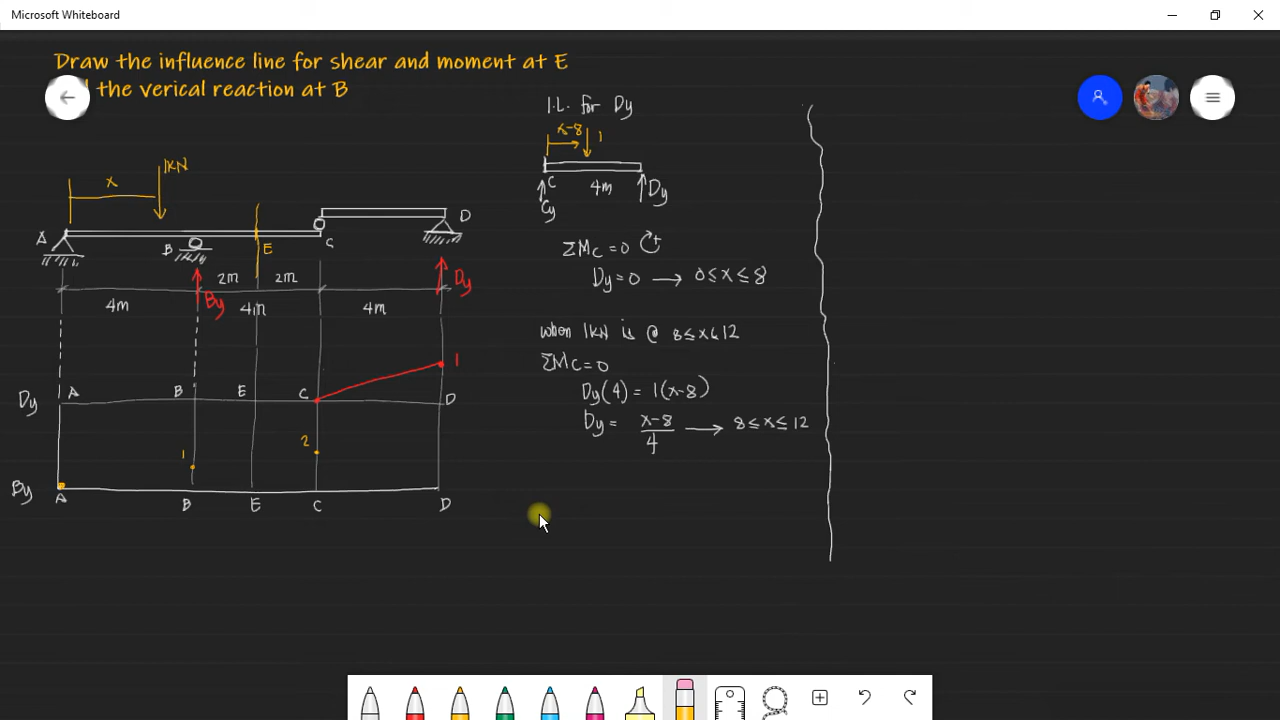 Microsoft Whiteboard
Draw the influence line for shear and moment at E
the verical reaction at B
I.L. for Dy
x-8
1
C
4m
Dy
Cy
1KN
x
A
B
E
C
D
2m
2m
By
Dy
4m
4m
4m
ΣMc=0 +
Dy=0 → 0≤x≤8
when 1KN is @ 8≤x≤12
ΣMc=0
Dy(4) = 1(x-8)
Dy= x-8/4 → 8≤x≤12
1
Dy
A
B
E
C
D
1
2
By
A
B
E
C
D